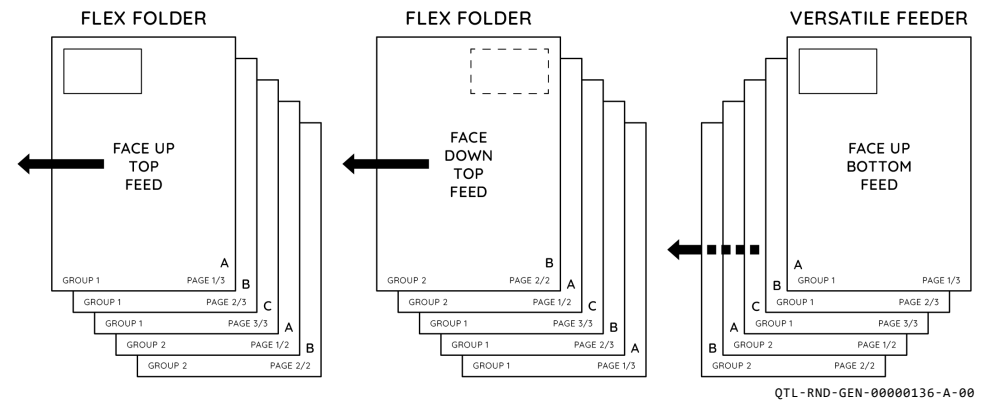 FLEX FOLDER
FACE UP
TOP
FEED
A
GROUP 1 PAGE 1/3
B
GROUP 1 PAGE 2/3
C
GROUP 1 PAGE 3/3
A
GROUP 2 PAGE 1/2
B
GROUP 2 PAGE 2/2
FLEX FOLDER
FACE
DOWN
TOP
FEED
B
GROUP 2 PAGE 2/2
A
GROUP 2 PAGE 1/2
C
GROUP 1 PAGE 3/3
B
GROUP 1 PAGE 2/3
A
GROUP 1 PAGE 1/3
VERSATILE FEEDER
FACE UP
BOTTOM
FEED
A
GROUP 1 PAGE 1/3
B
GROUP 1 PAGE 2/3
C
GROUP 1 PAGE 3/3
A
GROUP 2 PAGE 1/2
B
GROUP 2 PAGE 2/2
QTL-RND-GEN-00000136-A-00